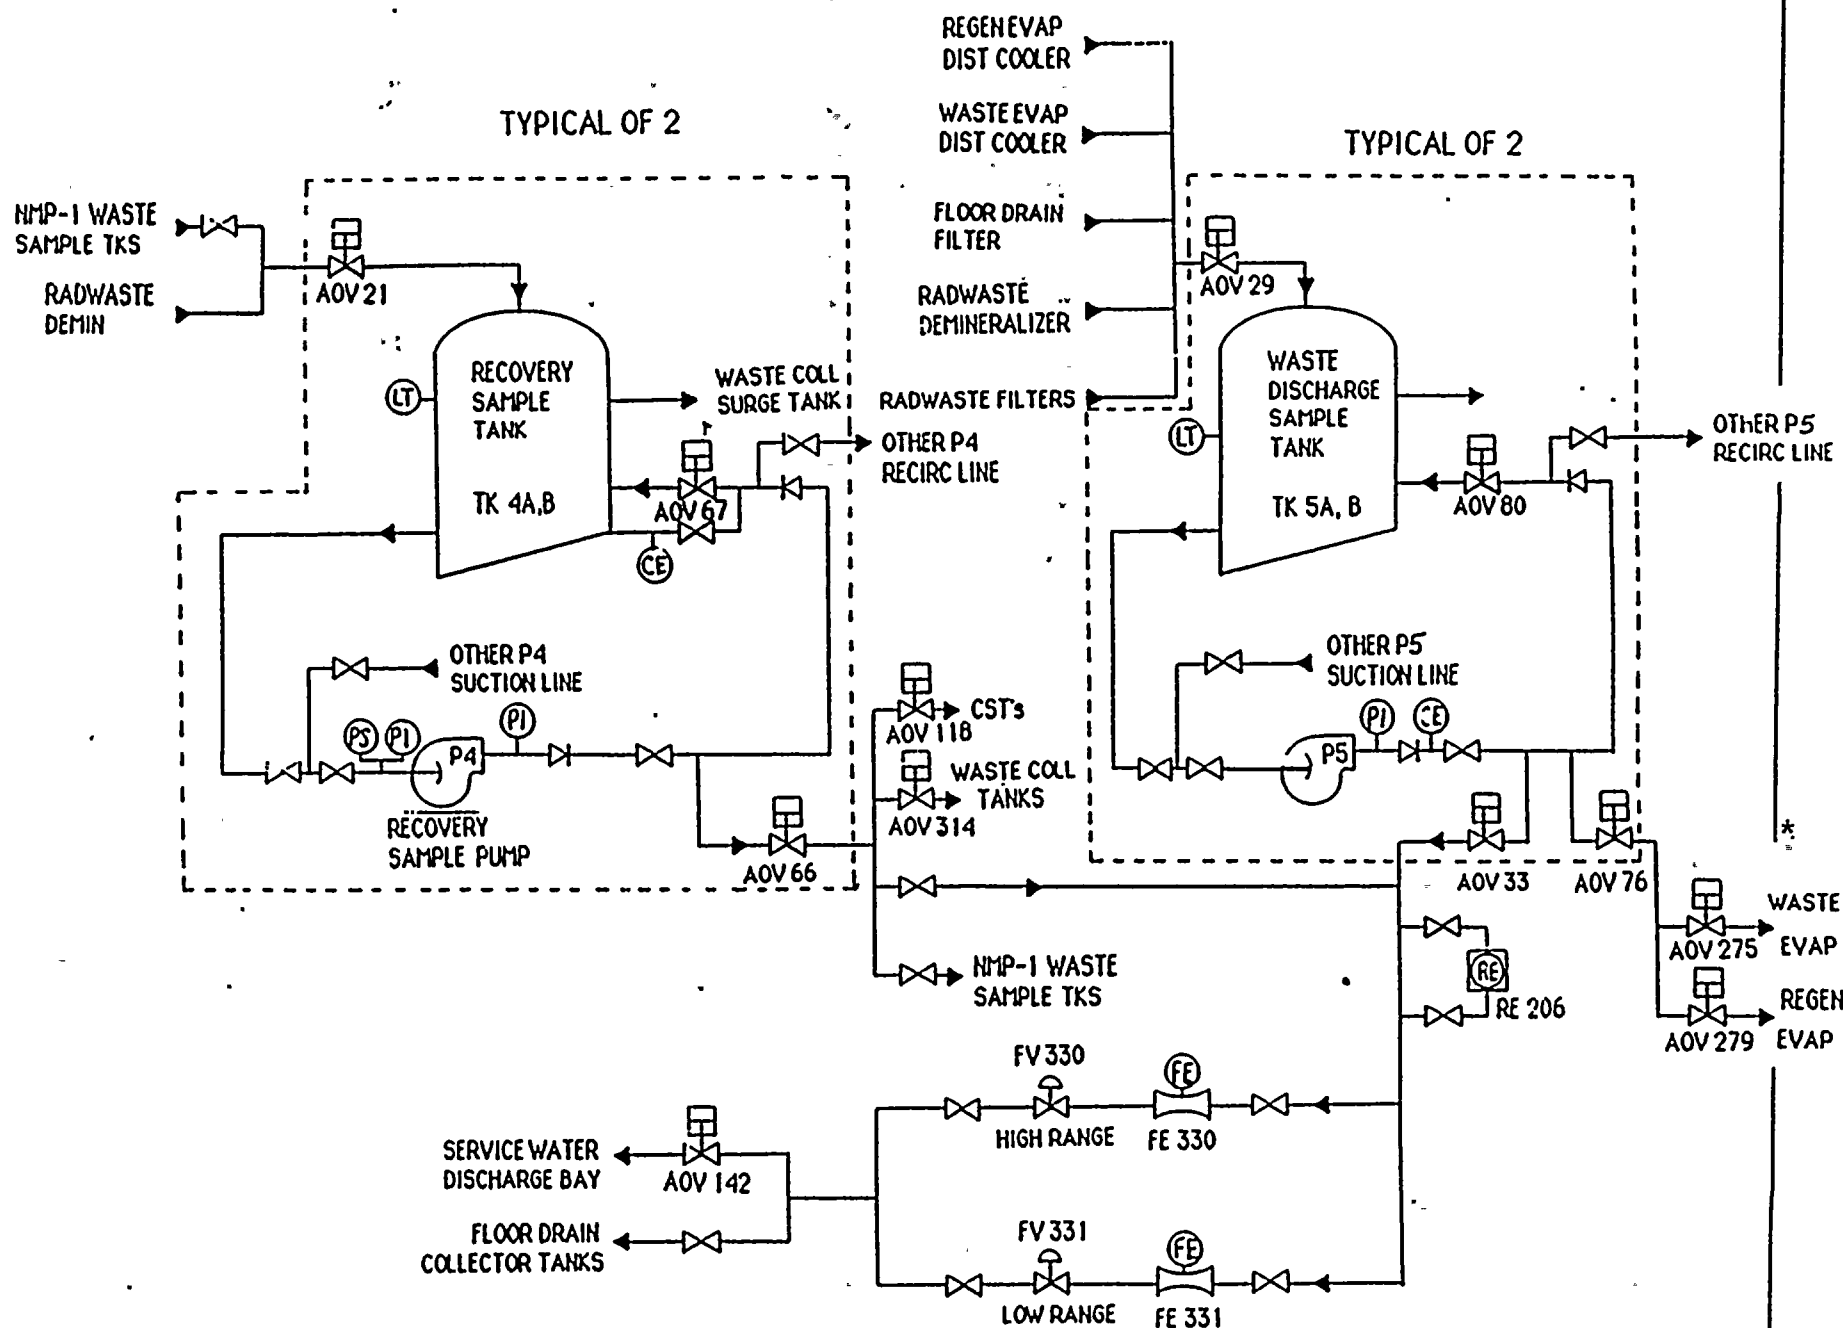 REGEN EVAP
DIST COOLER
TYPICAL OF 2
WASTE EVAP
DIST COOLER
TYPICAL OF 2
NMP-1 WASTE
SAMPLE TKS
FLOOR DRAIN
FILTER
AOV 21
AOV 29
RADWASTE
DEMIN
RADWASTE
DEMINERALIZER
RECOVERY
SAMPLE
TANK
WASTE COLL
SURGE TANK
RADWASTE FILTERS
WASTE
DISCHARGE
SAMPLE
TANK
LT
LT
OTHER P4
RECIRC LINE
OTHER P5
RECIRC LINE
TK 4A,B
AOV 67
TK 5A, B
AOV 80
CE
OTHER P4
SUCTION LINE
OTHER P5
SUCTION LINE
PS
PI
PI
P4
CST's
AOV 118
PI
CE
P5
WASTE COLL
TANKS
AOV 314
RECOVERY
SAMPLE PUMP
AOV 66
*
AOV 33
AOV 76
WASTE
EVAP
AOV 275
NMP-1 WASTE
SAMPLE TKS
RE
RE 206
REGEN
EVAP
AOV 279
FV 330
FE
HIGH RANGE
FE 330
SERVICE WATER
DISCHARGE BAY
AOV 142
FLOOR DRAIN
COLLECTOR TANKS
FV 331
FE
LOW RANGE
FE 331